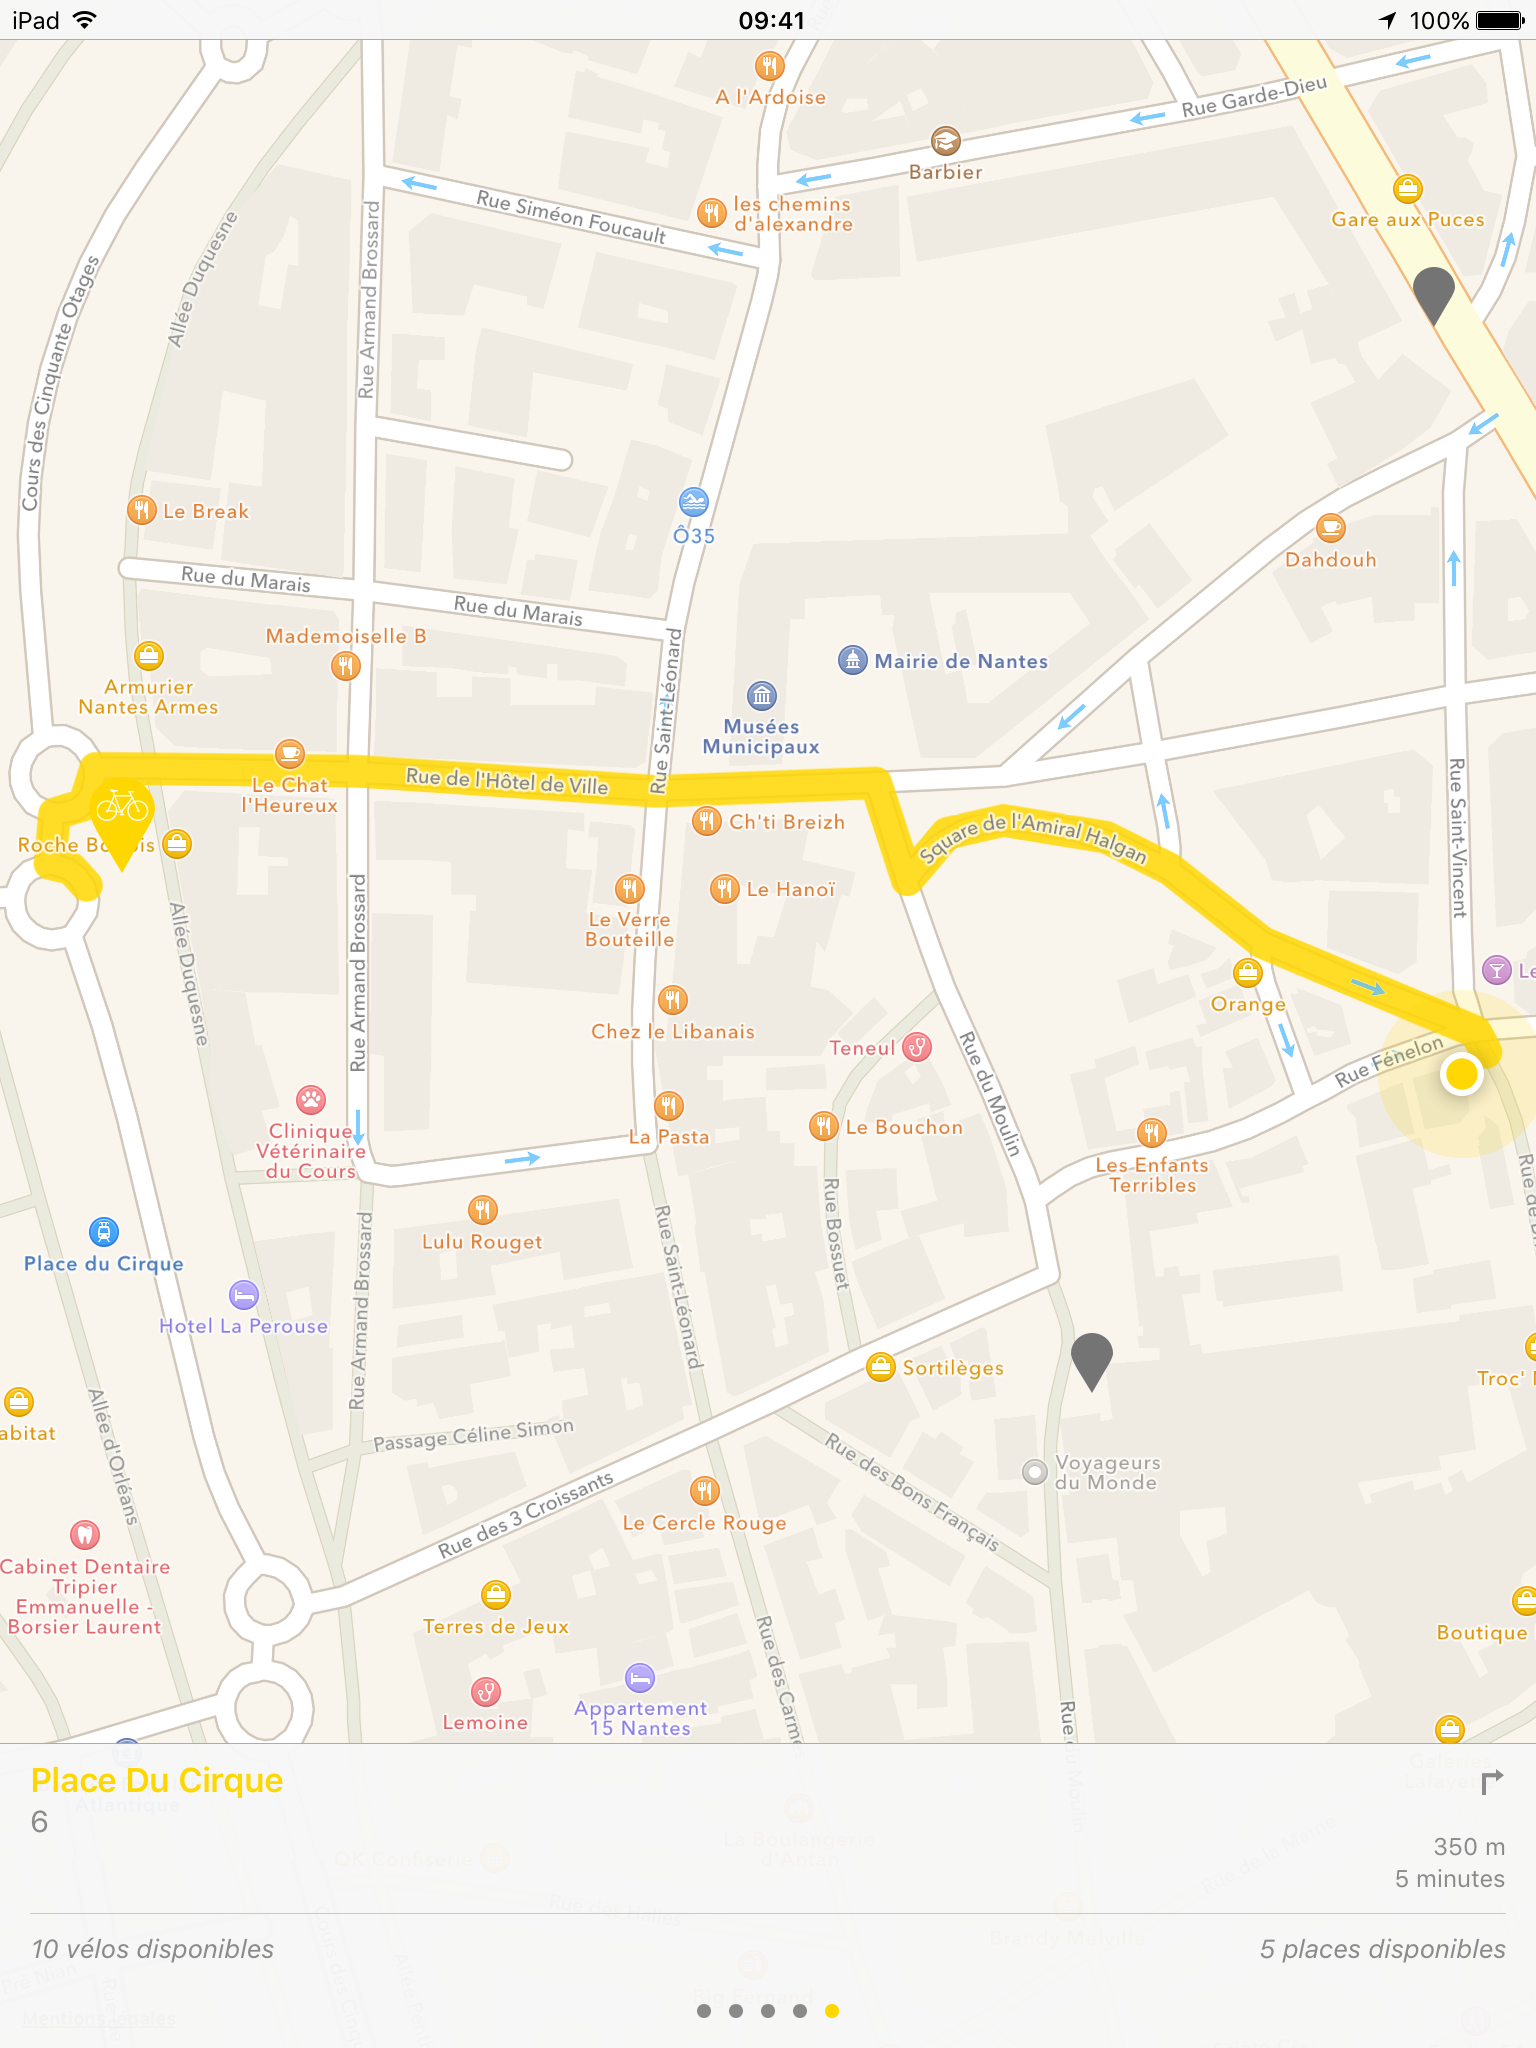 iPad
09:41
100%
A l'Ardoise
Rue Garde-Dieu
Barbier
les chemins
d'alexandre
Gare aux Puces
Rue Siméon Foucault
Rue Armand Brossard
Allée Duquesne
Cours des Cinquante Otages
Le Break
Ô35
Dahdouh
Rue du Marais
Rue du Marais
Mademoiselle B
Mairie de Nantes
Armurier
Nantes Armes
Musées
Municipaux
Rue Saint-Léonard
Rue de l'Hôtel de Ville
Le Chat
l'Heureux
Ch'ti Breizh
Square de l'Amiral Halgan
Rue Saint-Vincent
Roche
Le Hanoï
Le Verre
Bouteille
Allée Duquesne
Rue Armand Brossard
Orange
Chez le Libanais
Teneul
Rue du Moulin
Rue Fénelon
Clinique
Vétérinaire
du Cours
La Pasta
Le Bouchon
Les Enfants
Terribles
Rue Bossuet
Lulu Rouget
Place du Cirque
Hotel La Perouse
Rue Armand Brossard
Rue Saint-Léonard
Sortilèges
Troc'
abitat
Allée d'Orléans
Passage Céline Simon
Voyageurs
du Monde
Rue des Bons Français
Rue des 3 Croissants
Le Cercle Rouge
Cabinet Dentaire
Tripier
Emmanuelle -
Borsier Laurent
Terres de Jeux
Boutique
Rue des Carme
Lemoine
Appartement
15 Nantes
Place Du Cirque
6
350 m
5 minutes
10 vélos disponibles
5 places disponibles
Mentions légales